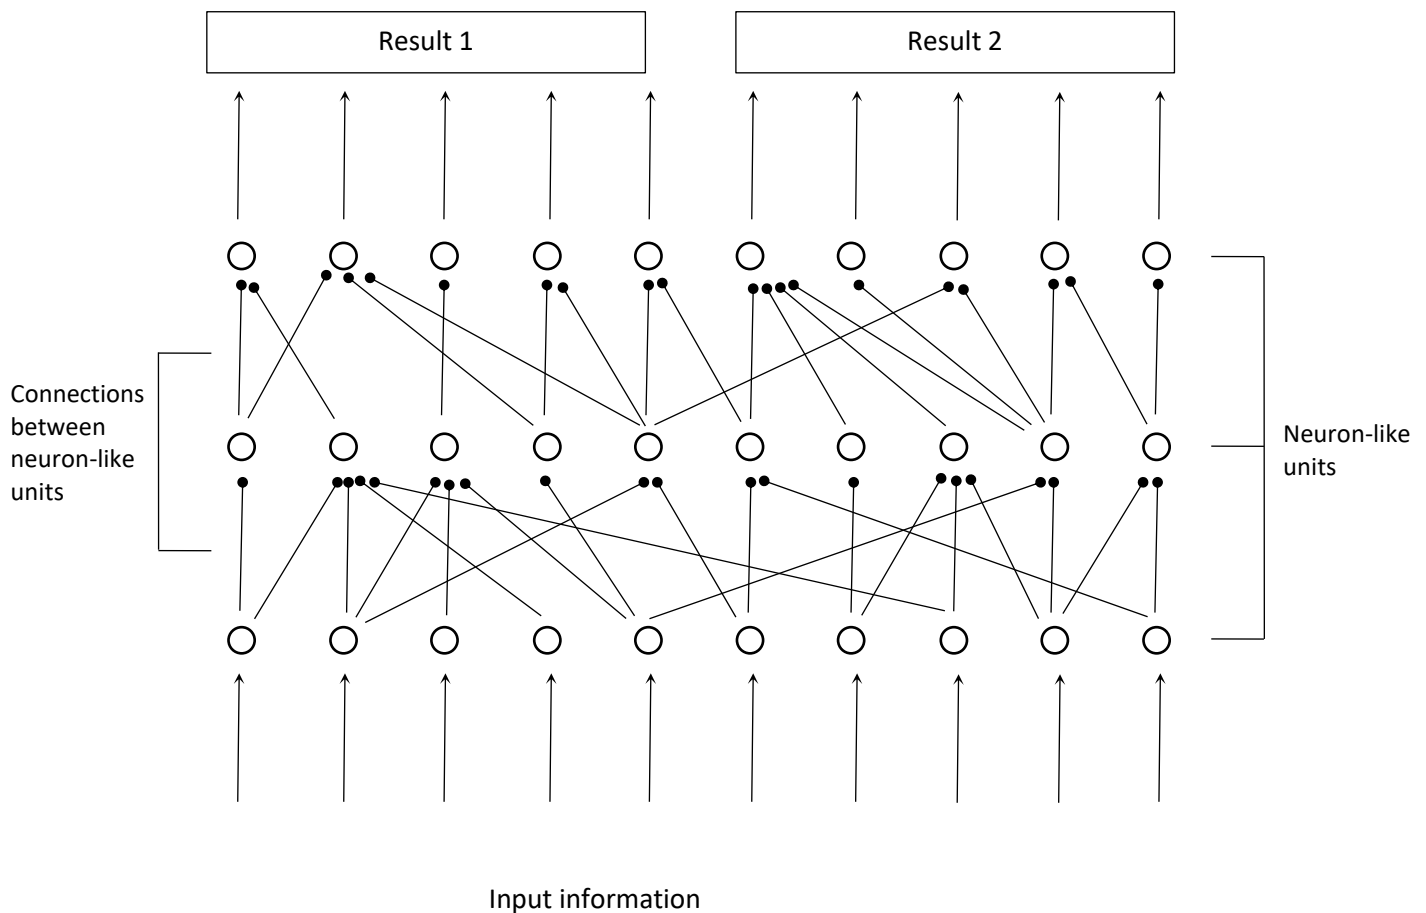 Result 1
Result 2
Connections
between
neuron-like
units
Neuron-like
units
Input information